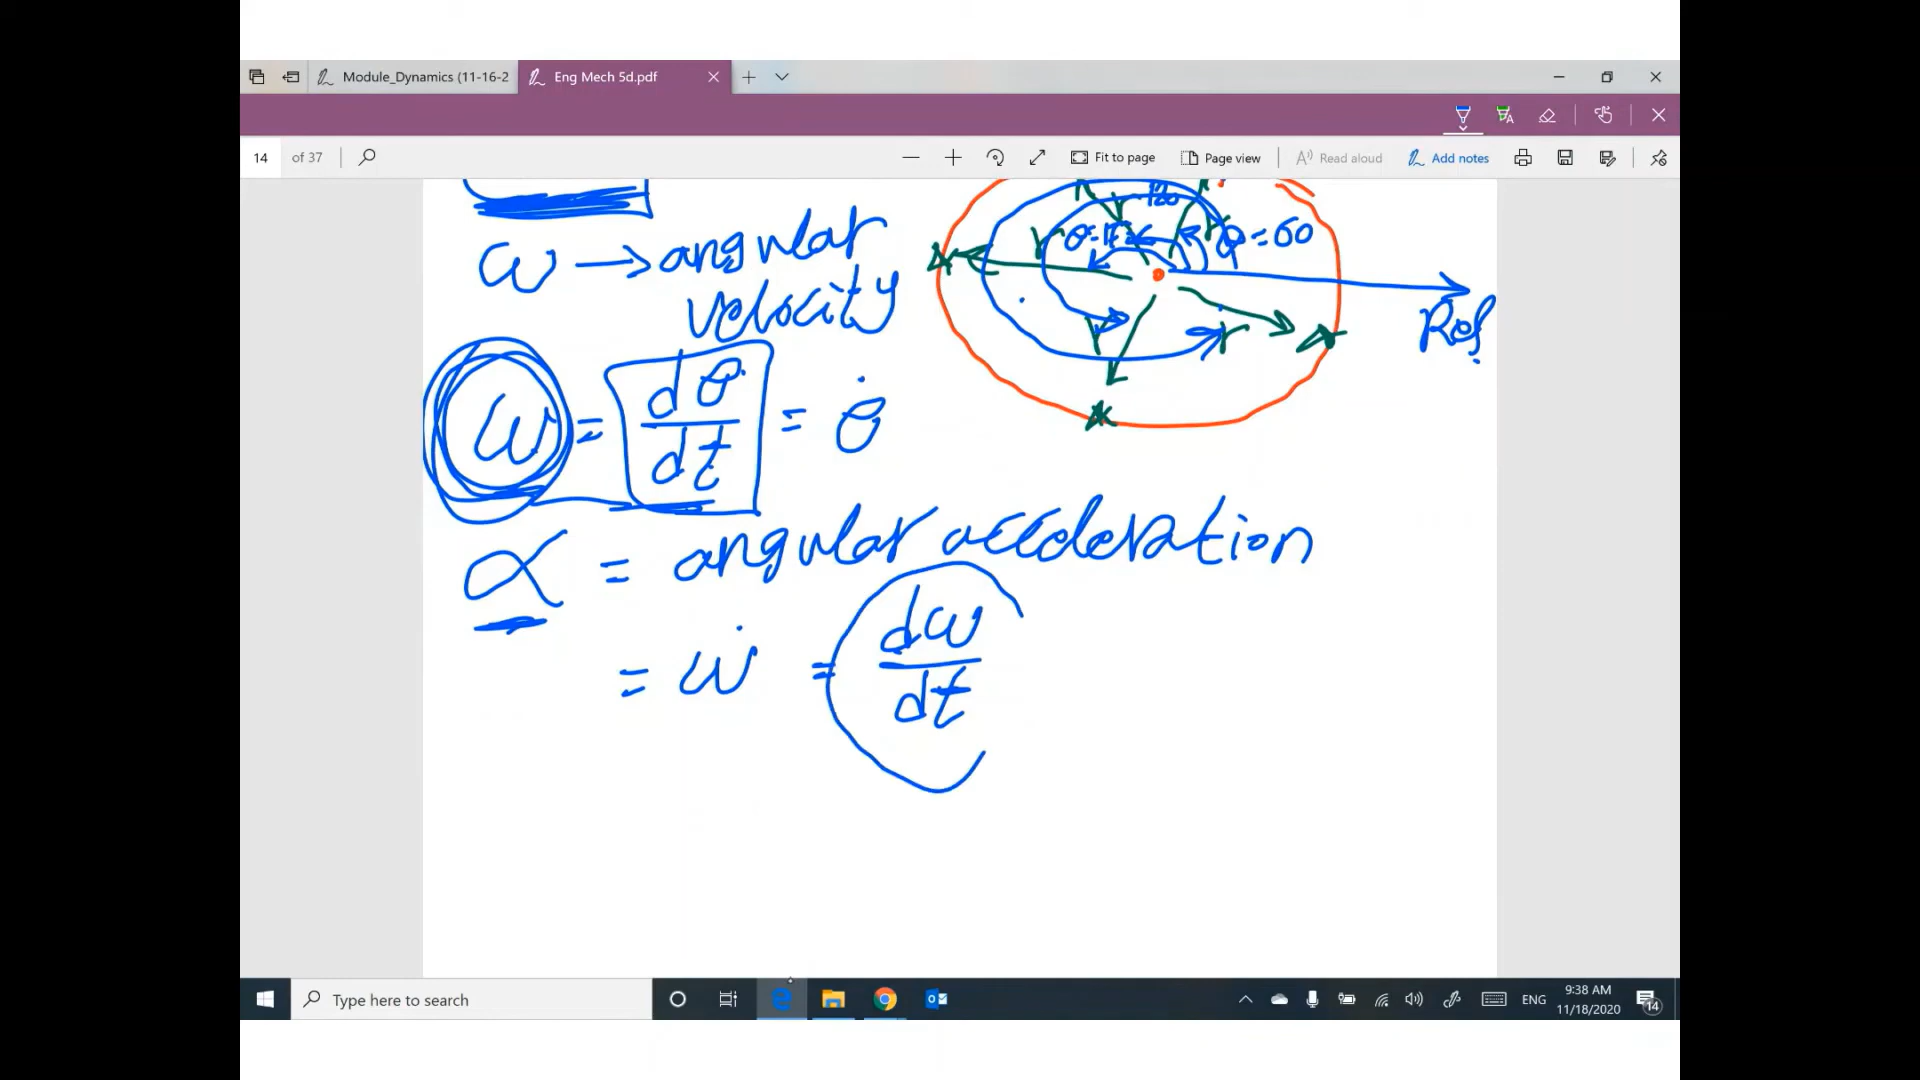 Module_Dynamics (11-16-2
Eng Mech 5d.pdf
14 of 37
Fit to page
Page view
Read aloud
Add notes
ω → angular
velocity
120
θ = 60
r
r
r
r
Ref
ω = dθ/dt = θ̇
α = angular acceleration
= ω̇ = dω/dt
Type here to search
ENG
9:38 AM
11/18/2020
14